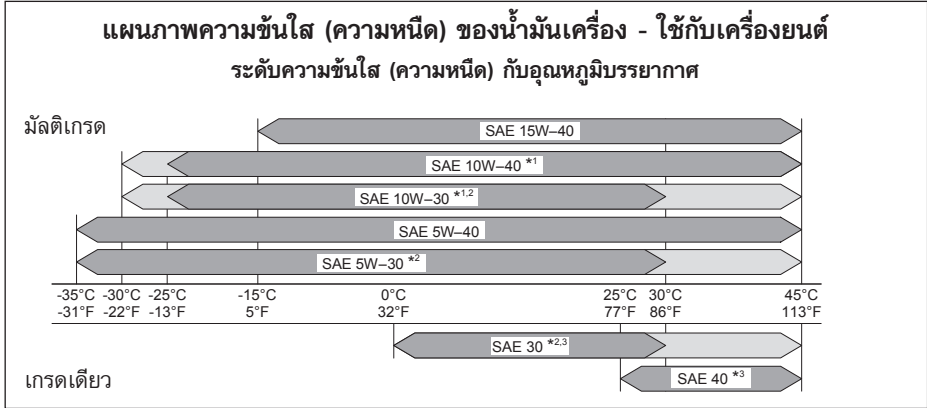 แผนภาพความข้นใส (ความหนืด) ของน้ำมันเครื่อง - ใช้กับเครื่องยนต์
ระดับความข้นใส (ความหนืด) กับอุณหภูมิบรรยากาศ
มัลติเกรด
SAE 15W–40
SAE 10W–40 *1
SAE 10W–30 *1,2
SAE 5W–40
SAE 5W–30 *2
-35°C -30°C -25°C -15°C 0°C 25°C 30°C 45°C
-31°F -22°F -13°F 5°F 32°F 77°F 86°F 113°F
SAE 30 *2,3
SAE 40 *3
เกรดเดียว